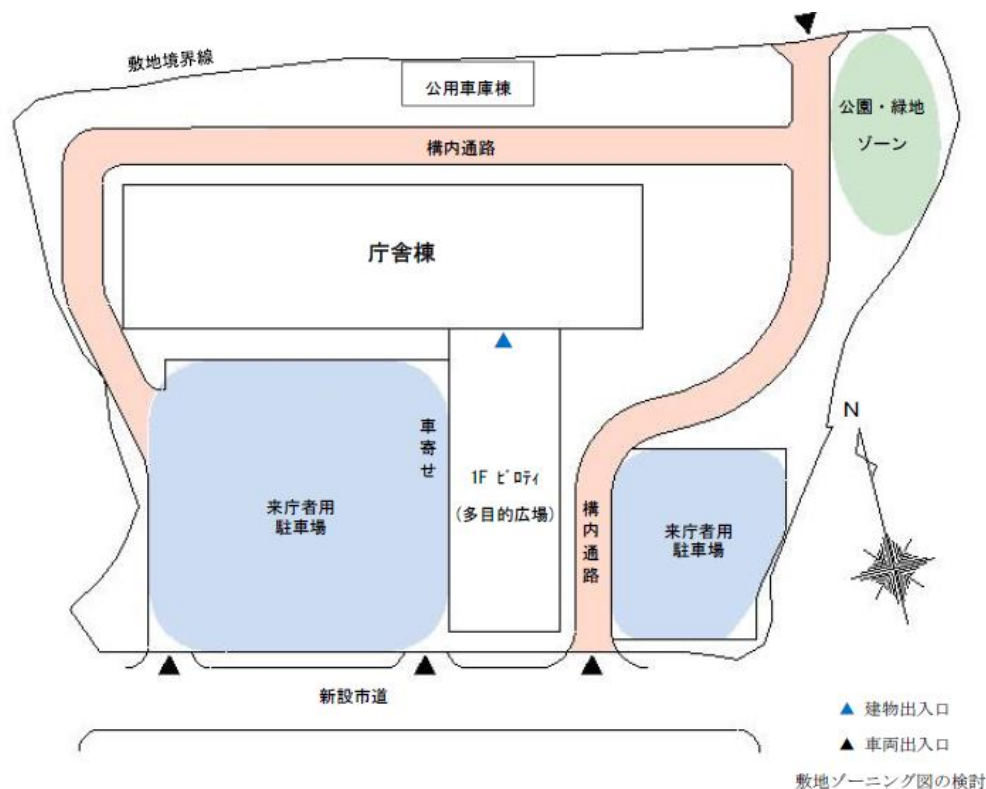 敷地境界線
公用車庫棟
公園・緑地
ゾーン
構内通路
庁舎棟
N
車寄せ
1F ﾋﾟﾛﾃｨ
(多目的広場)
構内通路
来庁者用
駐車場
来庁者用
駐車場
新設市道
▲ 建物出入口
▲ 車両出入口
敷地ゾーニング図の検討